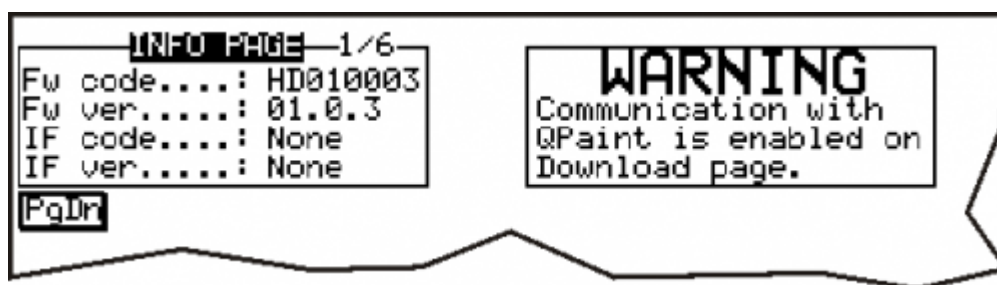 INFO PAGE 1/6
Fw code....: HD010003
Fw ver.....: 01.0.3
IF code....: None
IF ver.....: None
PgDn
WARNING
Communication with
QPaint is enabled on
Download page.